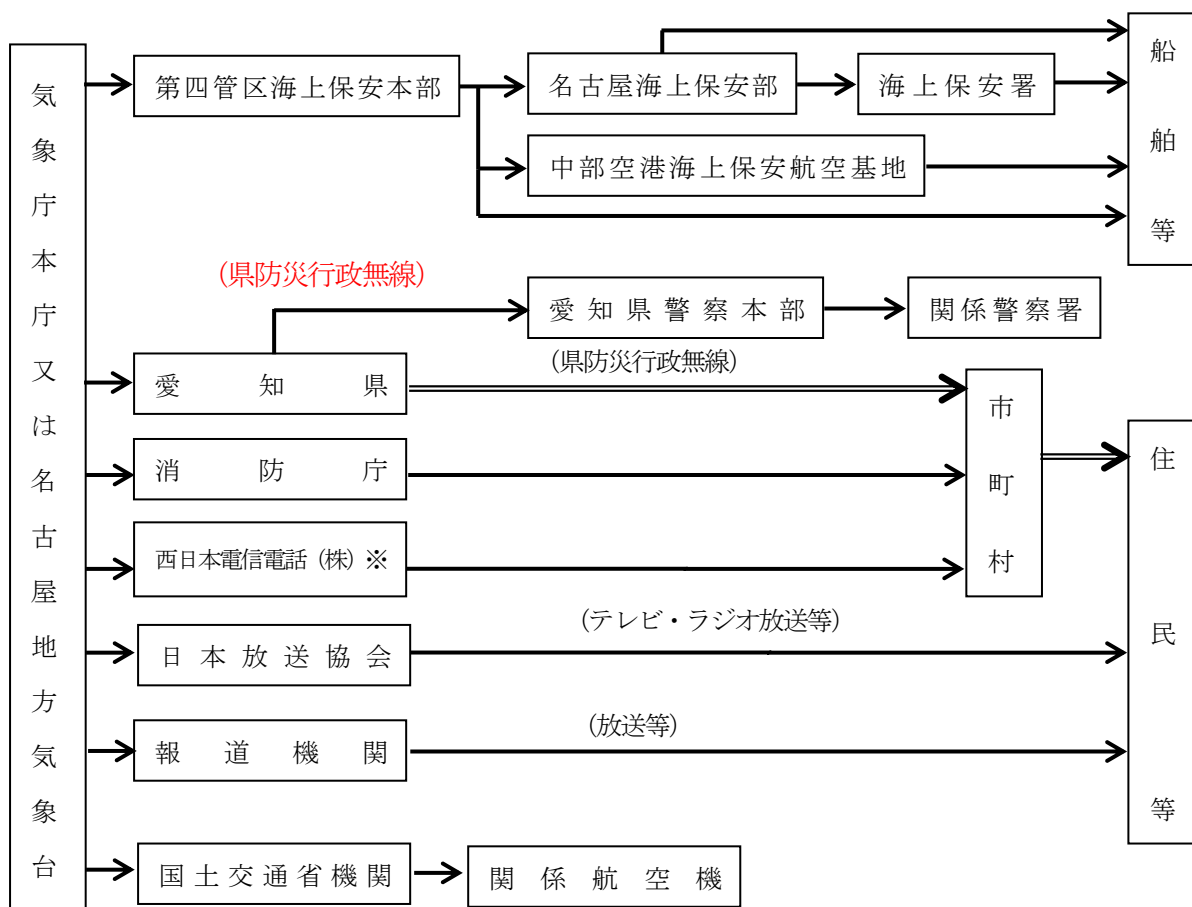 気象庁本庁又は名古屋地方気象台
第四管区海上保安本部
名古屋海上保安部
海上保安署
中部空港海上保安航空基地
船舶等
(県防災行政無線)
愛知県警察本部
関係警察署
愛知県
(県防災行政無線)
消防庁
西日本電信電話(株)※
市町村
住民等
(テレビ・ラジオ放送等)
日本放送協会
(放送等)
報道機関
国土交通省機関
関係航空機